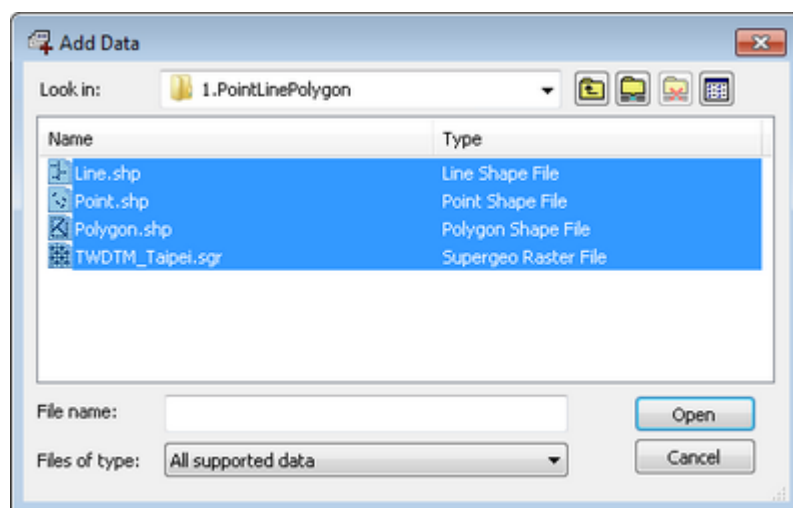 Add Data
Look in: 1.PointLinePolygon
Name Type
Line.shp Line Shape File
Point.shp Point Shape File
Polygon.shp Polygon Shape File
TWDTM_Taipei.sgr Supergeo Raster File
File name: Open
Files of type: All supported data Cancel